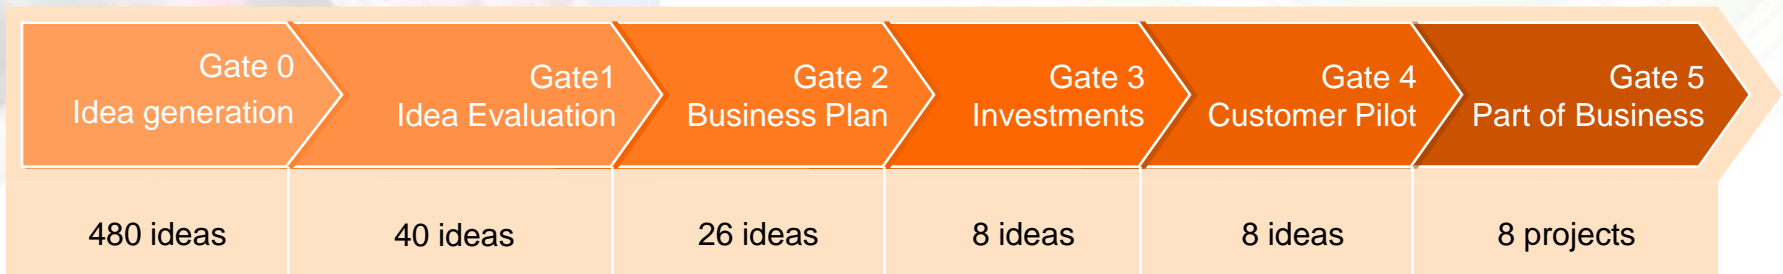 Gate 0
Idea generation
Gate1
Idea Evaluation
Gate 2
Business Plan
Gate 3
Investments
Gate 4
Customer Pilot
Gate 5
Part of Business
480 ideas
40 ideas
26 ideas
8 ideas
8 ideas
8 projects